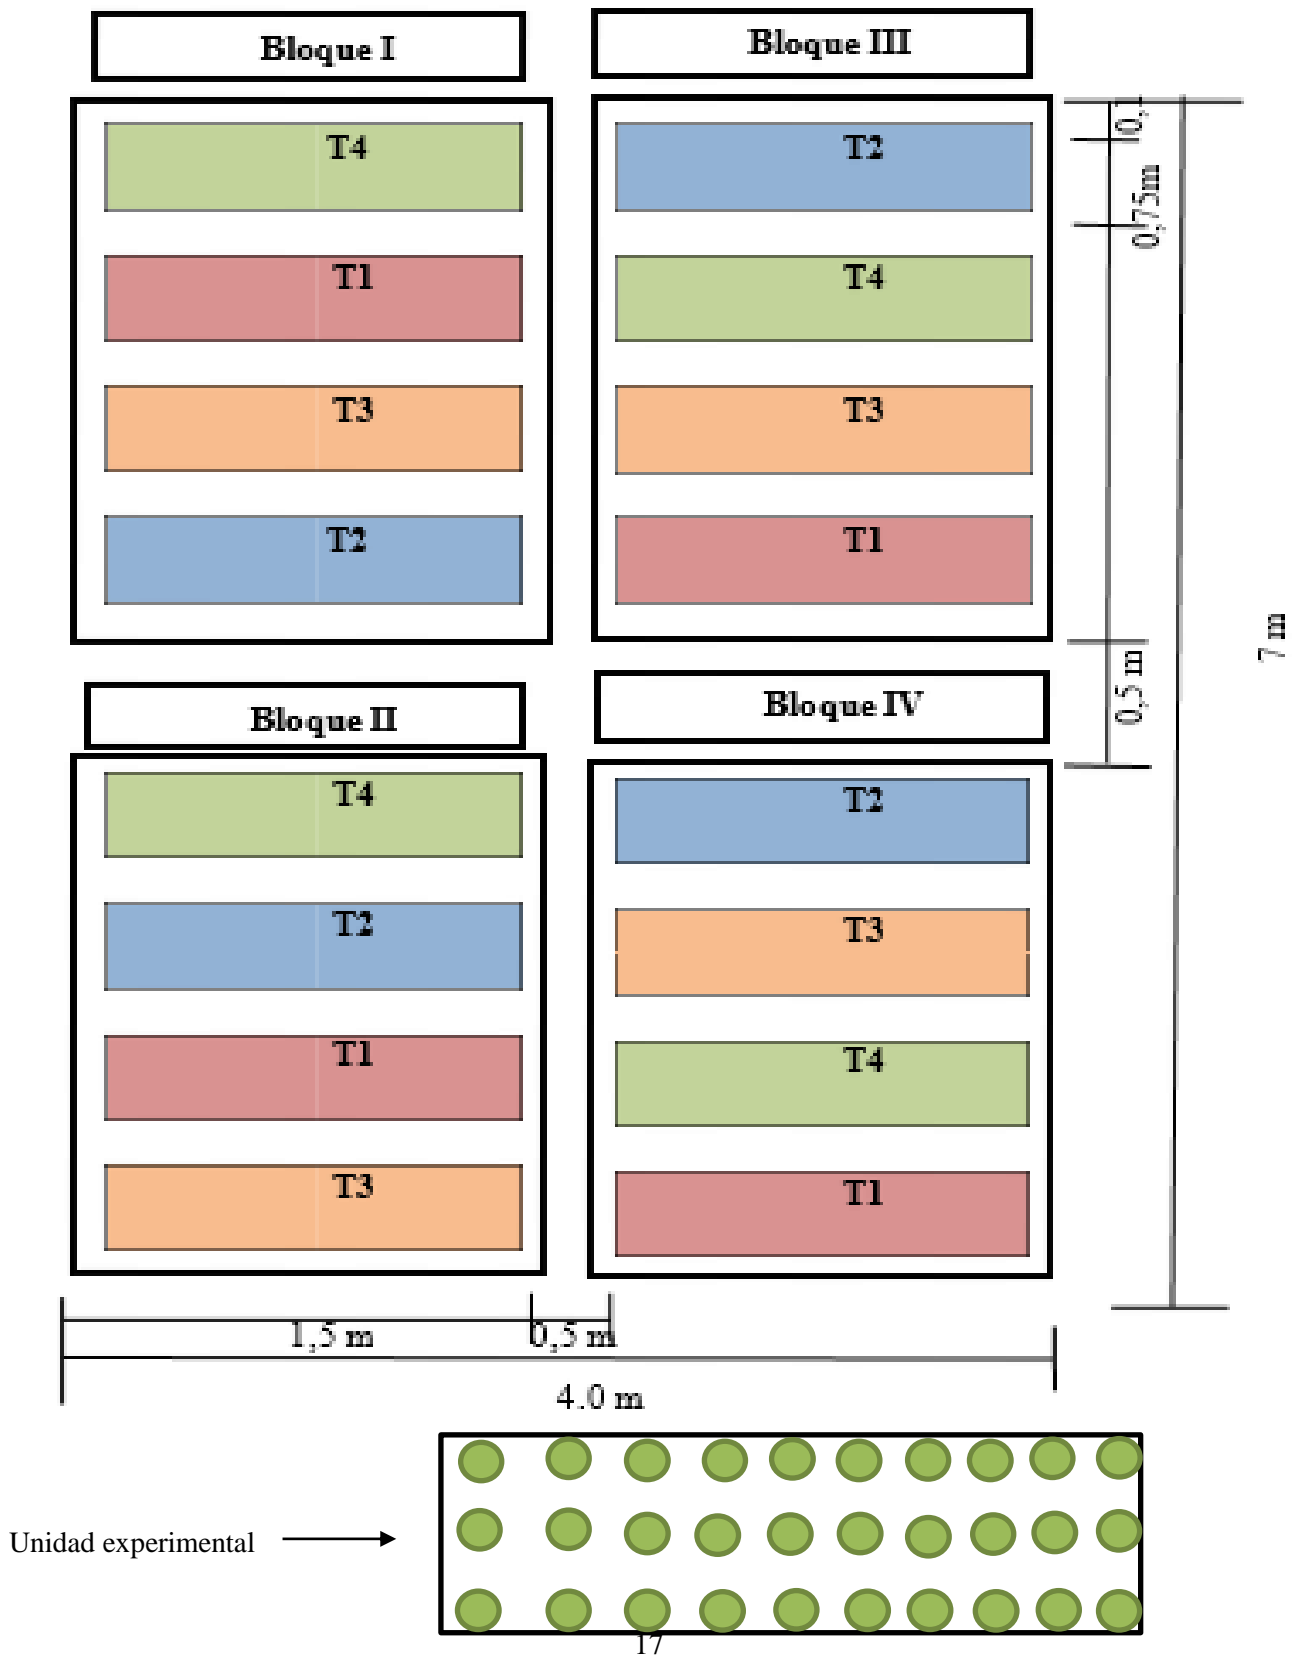 Bloque I
T4
T1
T3
T2
Bloque III
T2
T4
T3
T1
0,75m
0,5 m
7 m
Bloque II
T4
T2
T1
T3
Bloque IV
T2
T3
T4
T1
1,5 m
0,5 m
4.0 m
Unidad experimental
17